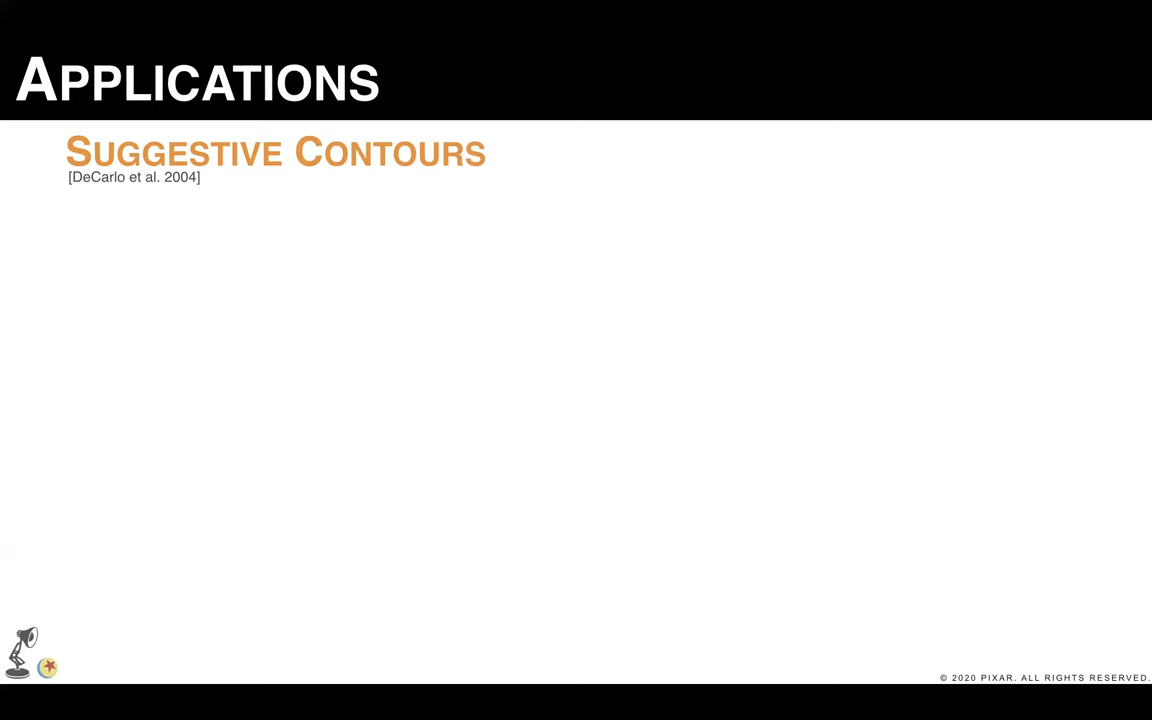 APPLICATIONS
SUGGESTIVE CONTOURS
[DeCarlo et al. 2004]
© 2020 PIXAR. ALL RIGHTS RESERVED.